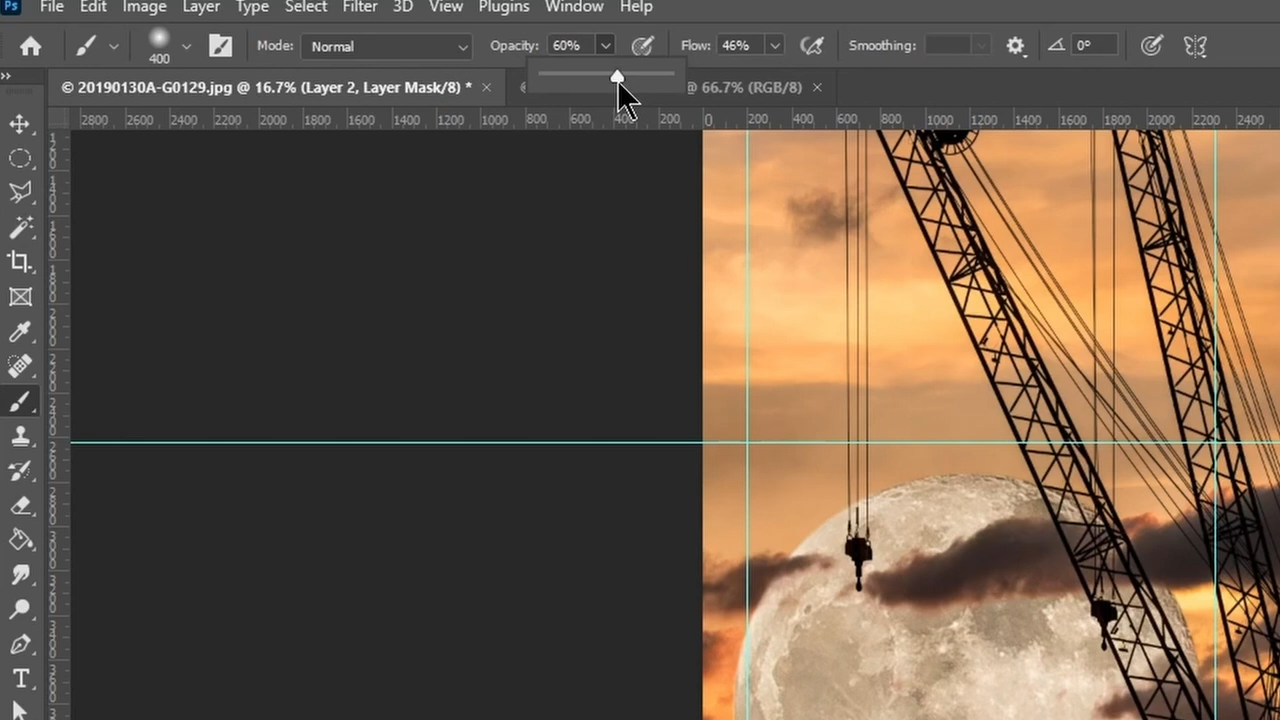 Ps File Edit Image Layer Type Select Filter 3D View Plugins Window Help
400 Mode: Normal Opacity: 60% Flow: 46% Smoothing: 0°
© 20190130A-G0129.jpg @ 16.7% (Layer 2, Layer Mask/8) * × @ 66.7% (RGB/8) ×
2800 2600 2400 2200 2000 1800 1600 1400 1200 1000 800 600 400 200 0 200 400 600 800 1000 1200 1400 1600 1800 2000 2200 2400
T